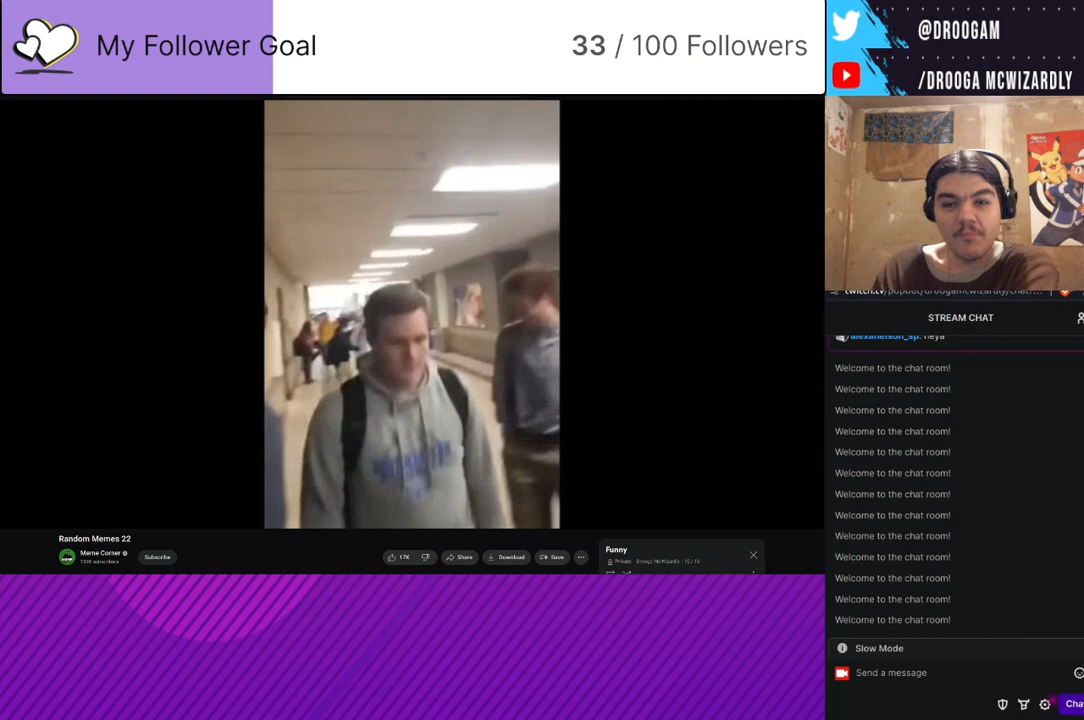 My Follower Goal
33 / 100 Followers
@DROOGAM
/DROOGA MCWIZARDLY
STREAM CHAT
alexanelson_sp: heya
Welcome to the chat room!
Welcome to the chat room!
Welcome to the chat room!
Welcome to the chat room!
Welcome to the chat room!
Welcome to the chat room!
Welcome to the chat room!
Welcome to the chat room!
Welcome to the chat room!
Welcome to the chat room!
Welcome to the chat room!
Welcome to the chat room!
Welcome to the chat room!
Slow Mode
Send a message
Cha
Random Memes 22
Meme Corner
Subscribe
17K
Share
Download
Save
Funny
Private · Drooga McWizardly